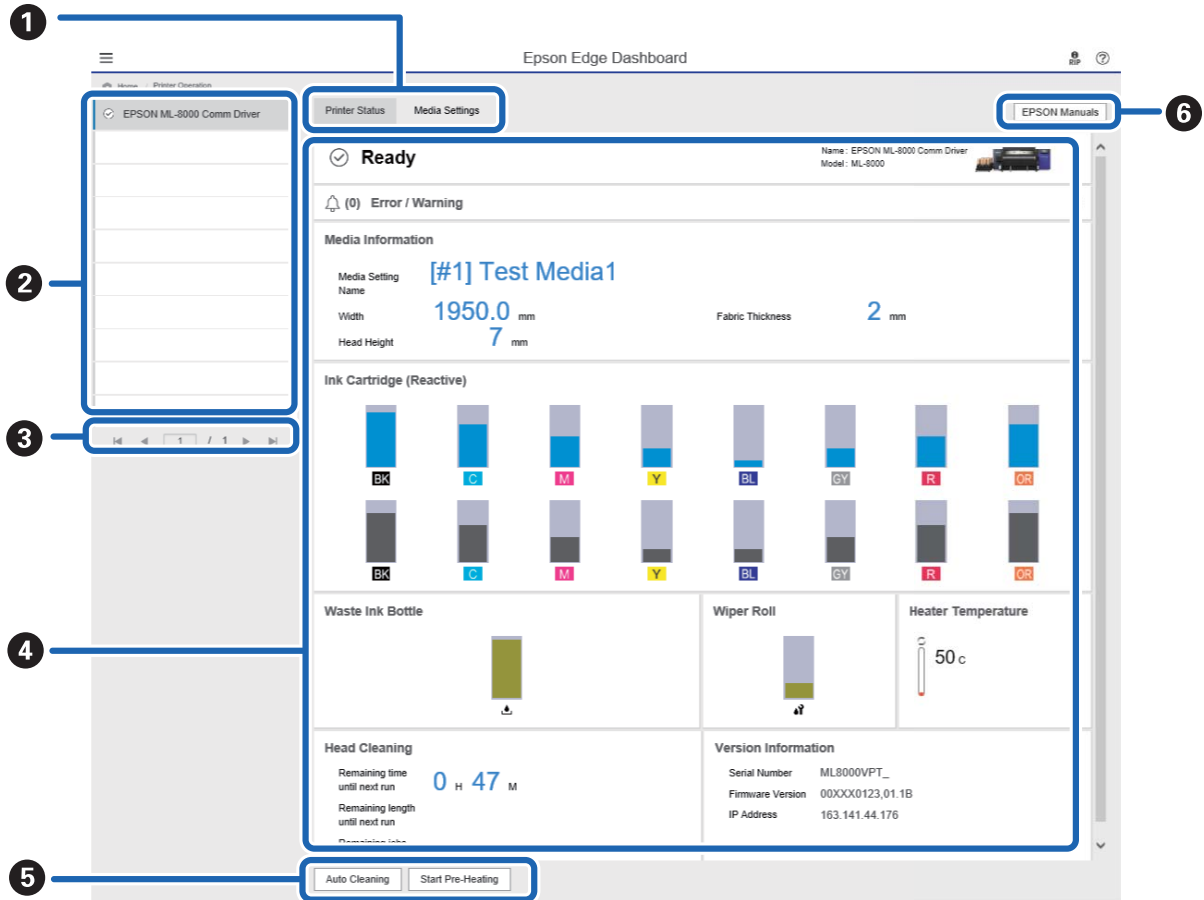 1
Epson Edge Dashboard
RIP
Home Printer Operation
EPSON ML-8000 Comm Driver
Printer Status Media Settings
EPSON Manuals
6
Ready
Name : EPSON ML-8000 Comm Driver
Model : ML-8000
(0) Error / Warning
Media Information
Media Setting
Name
[#1] Test Media1
Width 1950.0 mm Fabric Thickness 2 mm
Head Height 7 mm
2
Ink Cartridge (Reactive)
3
1 / 1
BK C M Y BL GY R OR
BK C M Y BL GY R OR
Waste Ink Bottle Wiper Roll Heater Temperature
4
50 C
Head Cleaning Version Information
Remaining time
until next run
0 H 47 M
Remaining length
until next run
Remaining jobs
Serial Number ML8000VPT_
Firmware Version 00XXX0123,01.1B
IP Address 163.141.44.176
5
Auto Cleaning Start Pre-Heating